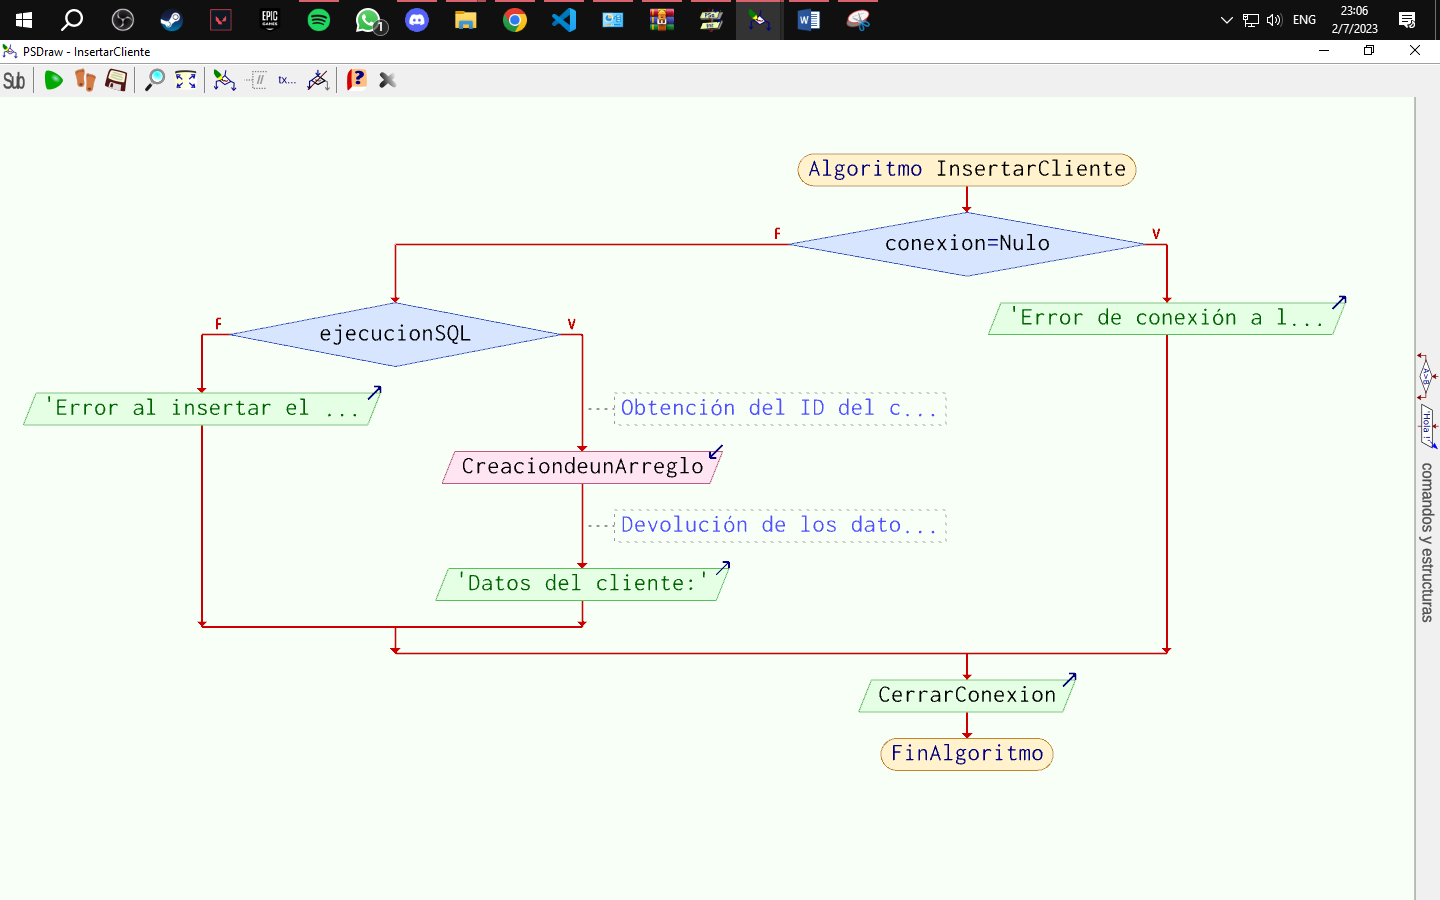 EPIC
GAMES
1
ENG
23:06
2/7/2023
PSDraw - InsertarCliente
Sub
//
tx...
?
Algoritmo InsertarCliente
F
conexion=Nulo
V
F
ejecucionSQL
V
'Error de conexión a l...
'Error al insertar el ...
Obtención del ID del c...
CreaciondeunArreglo
Devolución de los dato...
'Datos del cliente:'
CerrarConexion
FinAlgoritmo
A>B
'Hola !'
comandos y estructuras